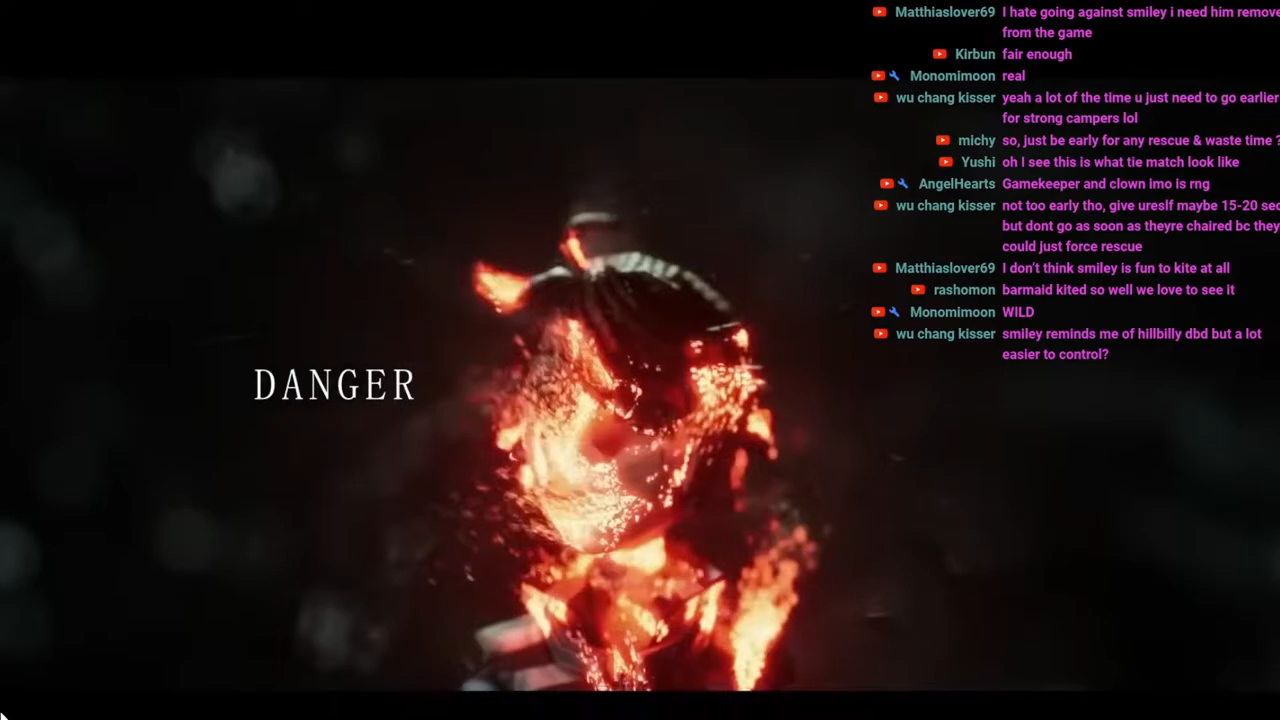 Matthiaslover69 I hate going against smiley i need him remove
from the game
Kirbun fair enough
Monomimoon real
wu chang kisser yeah a lot of the time u just need to go earlier
for strong campers lol
michy so, just be early for any rescue & waste time ?
Yushi oh I see this is what tie match look like
AngelHearts Gamekeeper and clown imo is rng
wu chang kisser not too early tho, give ureslf maybe 15-20 sec
but dont go as soon as theyre chaired bc they
could just force rescue
Matthiaslover69 I don't think smiley is fun to kite at all
rashomon barmaid kited so well we love to see it
Monomimoon WILD
wu chang kisser smiley reminds me of hillbilly dbd but a lot
easier to control?
DANGER